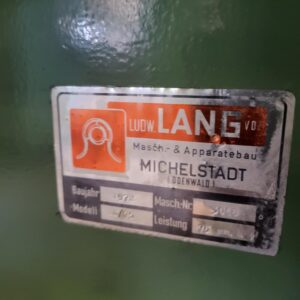 LUDW. LANG
Masch.- & Apparatebau
MICHELSTADT
(ODENWALD)
Baujahr Masch.-Nr.
Modell Leistung